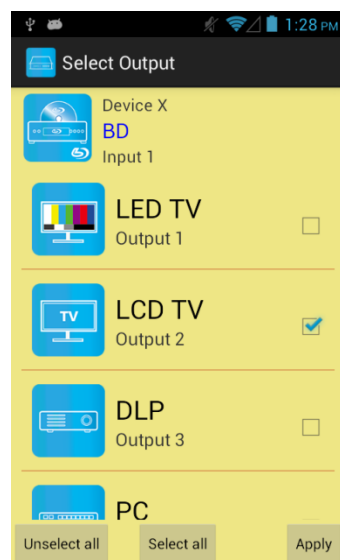 1:28 PM
Select Output
Device X
BD
Input 1
LED TV
Output 1
TV
LCD TV
Output 2
DLP
Output 3
PC
Unselect all
Select all
Apply